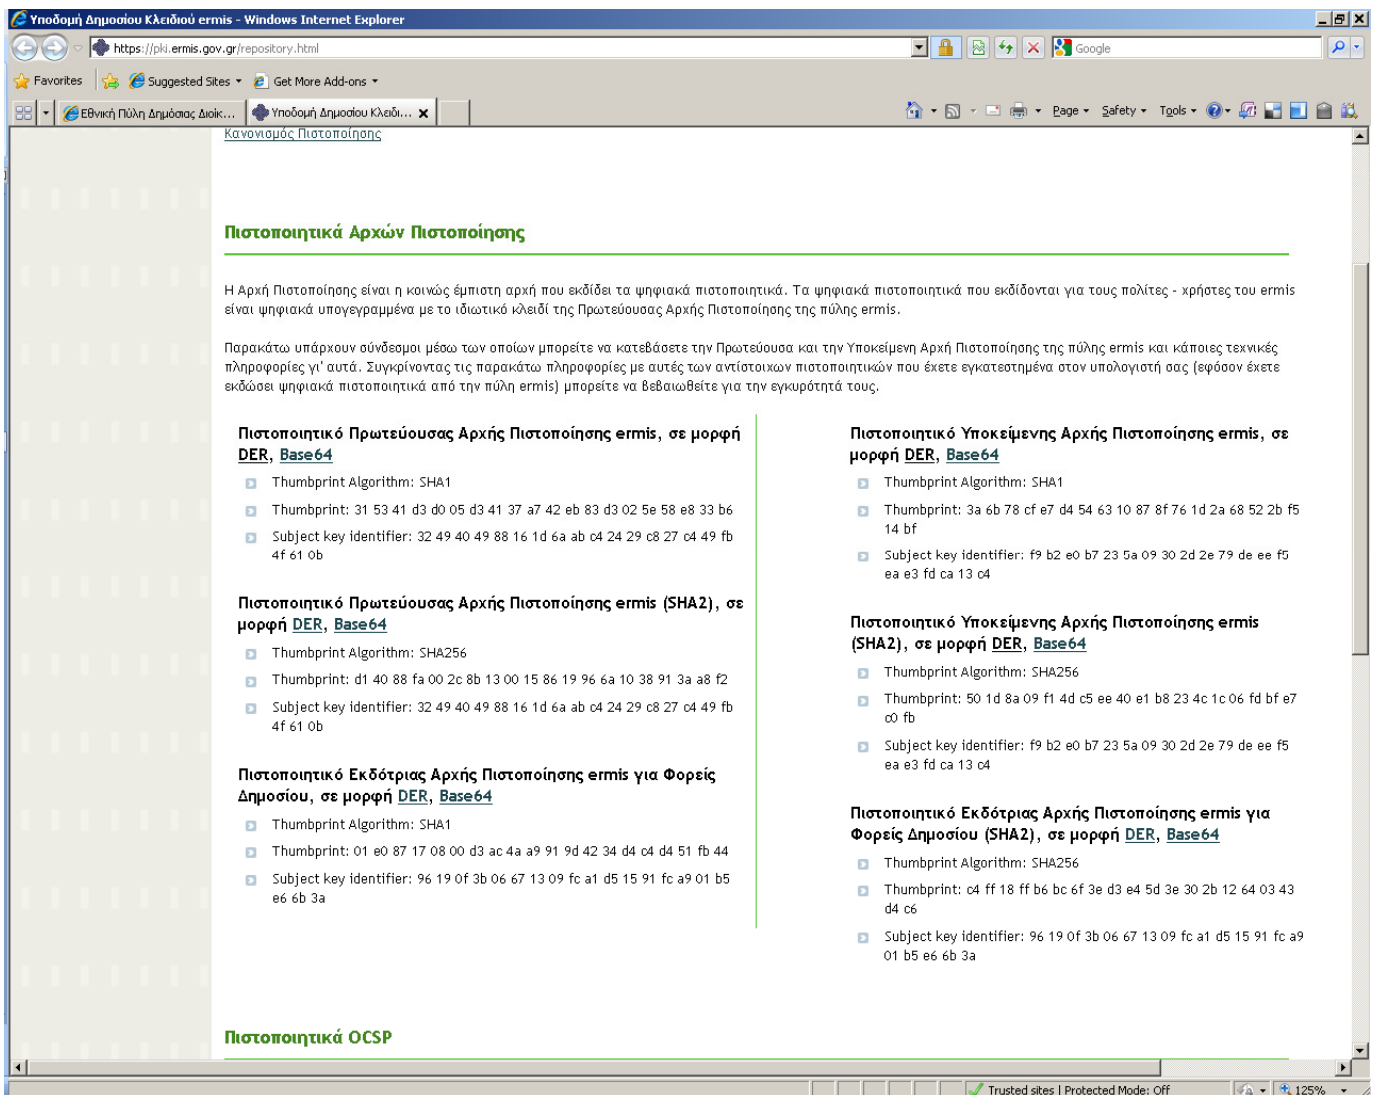 Υποδομή Δημοσίου Κλειδιού ermis - Windows Internet Explorer
https://pki.ermis.gov.gr/repository.html
Google
Favorites
Suggested Sites
Get More Add-ons
Εθνική Πύλη Δημόσιας Διοίκ...
Υποδομή Δημοσίου Κλειδι...
Page
Safety
Tools
Κανονισμός Πιστοποίησης
Πιστοποιητικά Αρχών Πιστοποίησης
Η Αρχή Πιστοποίησης είναι η κοινώς έμπιστη αρχή που εκδίδει τα ψηφιακά πιστοποιητικά. Τα ψηφιακά πιστοποιητικά που εκδίδονται για τους πολίτες - χρήστες του ermis
είναι ψηφιακά υπογεγραμμένα με το ιδιωτικό κλειδί της Πρωτεύουσας Αρχής Πιστοποίησης της πύλης ermis.
Παρακάτω υπάρχουν σύνδεσμοι μέσω των οποίων μπορείτε να κατεβάσετε την Πρωτεύουσα και την Υποκείμενη Αρχή Πιστοποίησης της πύλης ermis και κάποιες τεχνικές
πληροφορίες γι' αυτά. Συγκρίνοντας τις παρακάτω πληροφορίες με αυτές των αντίστοιχων πιστοποιητικών που έχετε εγκατεστημένα στον υπολογιστή σας (εφόσον έχετε
εκδώσει ψηφιακά πιστοποιητικά από την πύλη ermis) μπορείτε να βεβαιωθείτε για την εγκυρότητά τους.
Πιστοποιητικό Πρωτεύουσας Αρχής Πιστοποίησης ermis, σε μορφή
DER, Base64
Thumbprint Algorithm: SHA1
Thumbprint: 31 53 41 d3 d0 05 d3 41 37 a7 42 eb 83 d3 02 5e 58 e8 33 b6
Subject key identifier: 32 49 40 49 88 16 1d 6a ab c4 24 29 c8 27 c4 49 fb
4f 61 0b
Πιστοποιητικό Πρωτεύουσας Αρχής Πιστοποίησης ermis (SHA2), σε
μορφή DER, Base64
Thumbprint Algorithm: SHA256
Thumbprint: d1 40 88 fa 00 2c 8b 13 00 15 86 19 96 6a 10 38 91 3a a8 f2
Subject key identifier: 32 49 40 49 88 16 1d 6a ab c4 24 29 c8 27 c4 49 fb
4f 61 0b
Πιστοποιητικό Εκδότριας Αρχής Πιστοποίησης ermis για Φορείς
Δημοσίου, σε μορφή DER, Base64
Thumbprint Algorithm: SHA1
Thumbprint: 01 e0 87 17 08 00 d3 ac 4a a9 91 9d 42 34 d4 c4 d4 51 fb 44
Subject key identifier: 96 19 0f 3b 06 67 13 09 fc a1 d5 15 91 fc a9 01 b5
e6 6b 3a
Πιστοποιητικό Υποκείμενης Αρχής Πιστοποίησης ermis, σε
μορφή DER, Base64
Thumbprint Algorithm: SHA1
Thumbprint: 3a 6b 78 cf e7 d4 54 63 10 87 8f 76 1d 2a 68 52 2b f5
14 bf
Subject key identifier: f9 b2 e0 b7 23 5a 09 30 2d 2e 79 de ee f5
ea e3 fd ca 13 c4
Πιστοποιητικό Υποκείμενης Αρχής Πιστοποίησης ermis
(SHA2), σε μορφή DER, Base64
Thumbprint Algorithm: SHA256
Thumbprint: 50 1d 8a 09 f1 4d c5 ee 40 e1 b8 23 4c 1c 06 fd bf e7
c0 fb
Subject key identifier: f9 b2 e0 b7 23 5a 09 30 2d 2e 79 de ee f5
ea e3 fd ca 13 c4
Πιστοποιητικό Εκδότριας Αρχής Πιστοποίησης ermis για
Φορείς Δημοσίου (SHA2), σε μορφή DER, Base64
Thumbprint Algorithm: SHA256
Thumbprint: c4 ff 18 ff b6 bc 6f 3e d3 e4 5d 3e 30 2b 12 64 03 43
d4 c6
Subject key identifier: 96 19 0f 3b 06 67 13 09 fc a1 d5 15 91 fc a9
01 b5 e6 6b 3a
Πιστοποιητικά OCSP
Trusted sites | Protected Mode: Off
125%